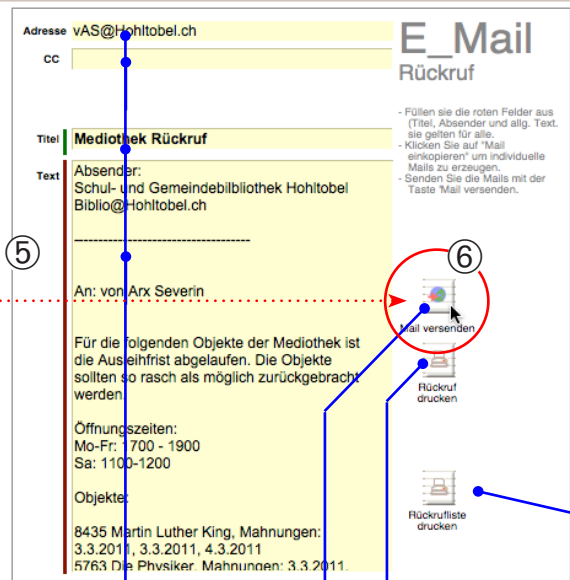 Adresse vAS@Hohltobel.ch
CC
E_Mail
Rückruf
- Füllen sie die roten Felder aus
(Titel, Absender und allg. Text.
sie gelten für alle.
- Klicken Sie auf "Mail
einkopieren" um individuelle
Mails zu erzeugen.
- Senden Sie die Mails mit der
Taste 'Mail versenden.
Titel Mediothek Rückruf
Text Absender:
Schul- und Gemeindebilbliothek Hohltobel
Biblio@Hohltobel.ch
-----------------------------------
⑤
⑥
An: von Arx Severin
Mail versenden
Für die folgenden Objekte der Mediothek ist
die Ausleihfrist abgelaufen. Die Objekte
sollten so rasch als möglich zurückgebracht
werden.
Rückruf
drucken
Öffnungszeiten:
Mo-Fr: 1700 - 1900
Sa: 1100-1200
Objekte:
Rückrufliste
drucken
8435 Martin Luther King, Mahnungen:
3.3.2011, 3.3.2011, 4.3.2011
5763 Die Physiker, Mahnungen: 3.3.2011,